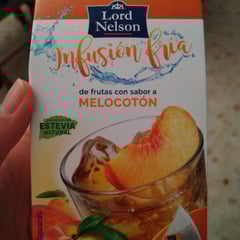 Lord
Nelson
Infusión fría
de frutas con sabor a
MELOCOTÓN
ESTEVIA
NATURAL